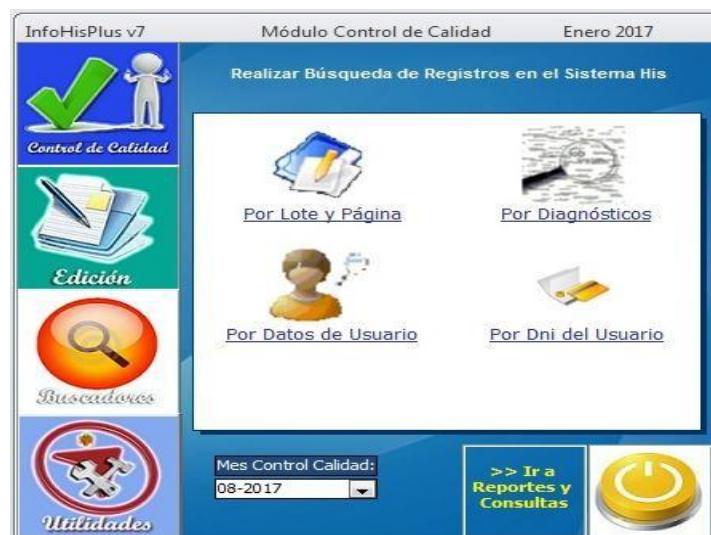 InfoHisPlus v7 Módulo Control de Calidad Enero 2017
Realizar Búsqueda de Registros en el Sistema His
Control de Calidad
Edición
Buscadores
Utilidades
Por Lote y Página
Por Diagnósticos
Por Datos de Usuario
Por Dni del Usuario
Mes Control Calidad:
08-2017
>> Ir a
Reportes y
Consultas